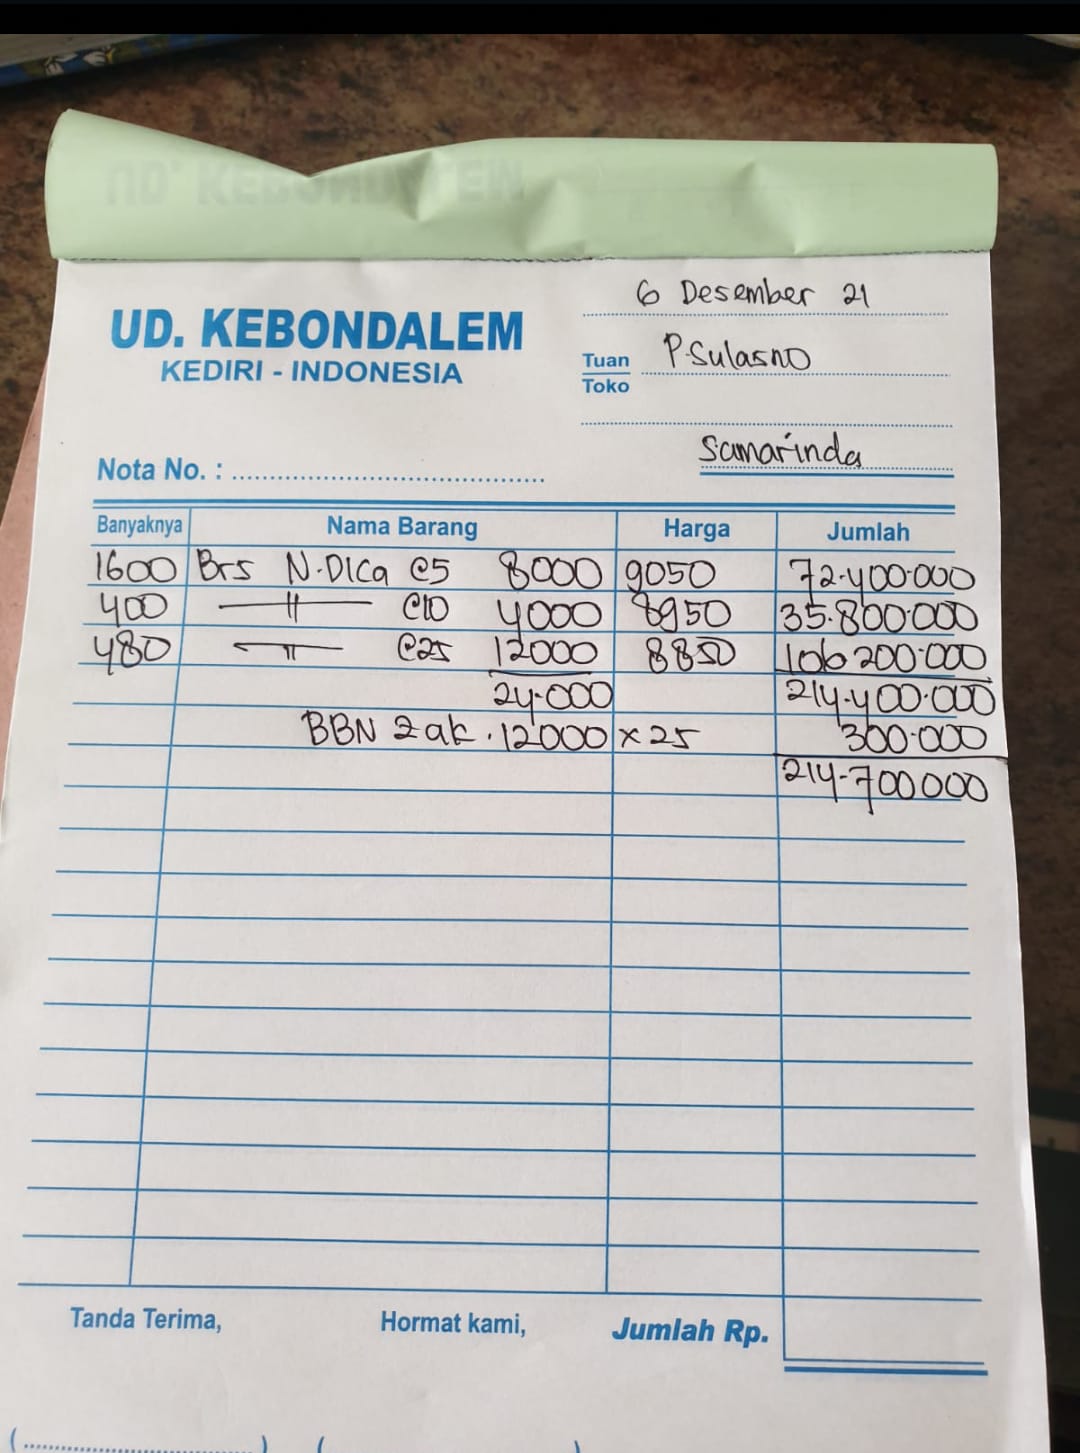 UD. KEBONDALEM
KEDIRI - INDONESIA
6 Desember 21
Tuan P.Sulasno
Toko
Samarinda
Nota No. :
Banyaknya Nama Barang Harga Jumlah
1600 Brs N.DICa @5 8000 9050 72.400.000
400 〃 @10 4000 8950 35.800.000
480 〃 @25 12000 8850 106200.000
24.000 214.400.000
BBN 2ak. 12000 x 25 300.000
214-700000
Tanda Terima, Hormat kami, Jumlah Rp.